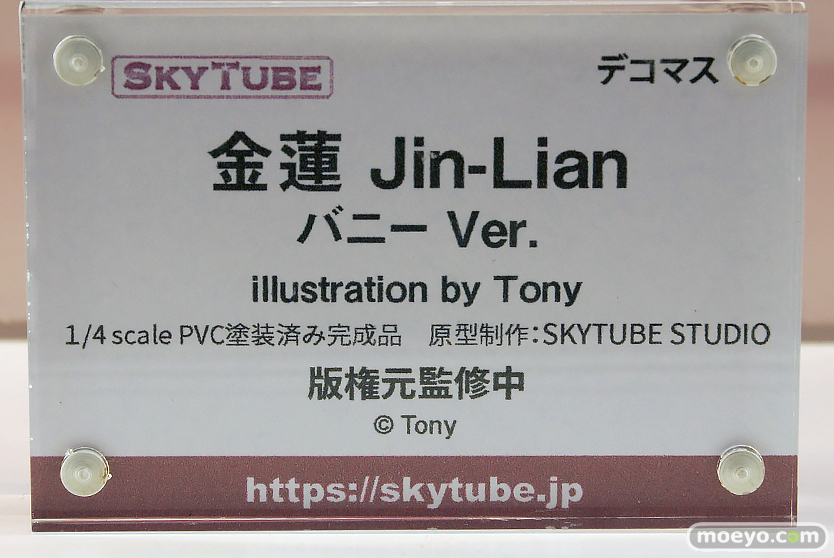 SKYTUBE
デコマス
金蓮 Jin-Lian
バニー Ver.
illustration by Tony
1/4 scale PVC塗装済み完成品　原型制作：SKYTUBE STUDIO
版権元監修中
© Tony
https://skytube.jp
moeyo.com